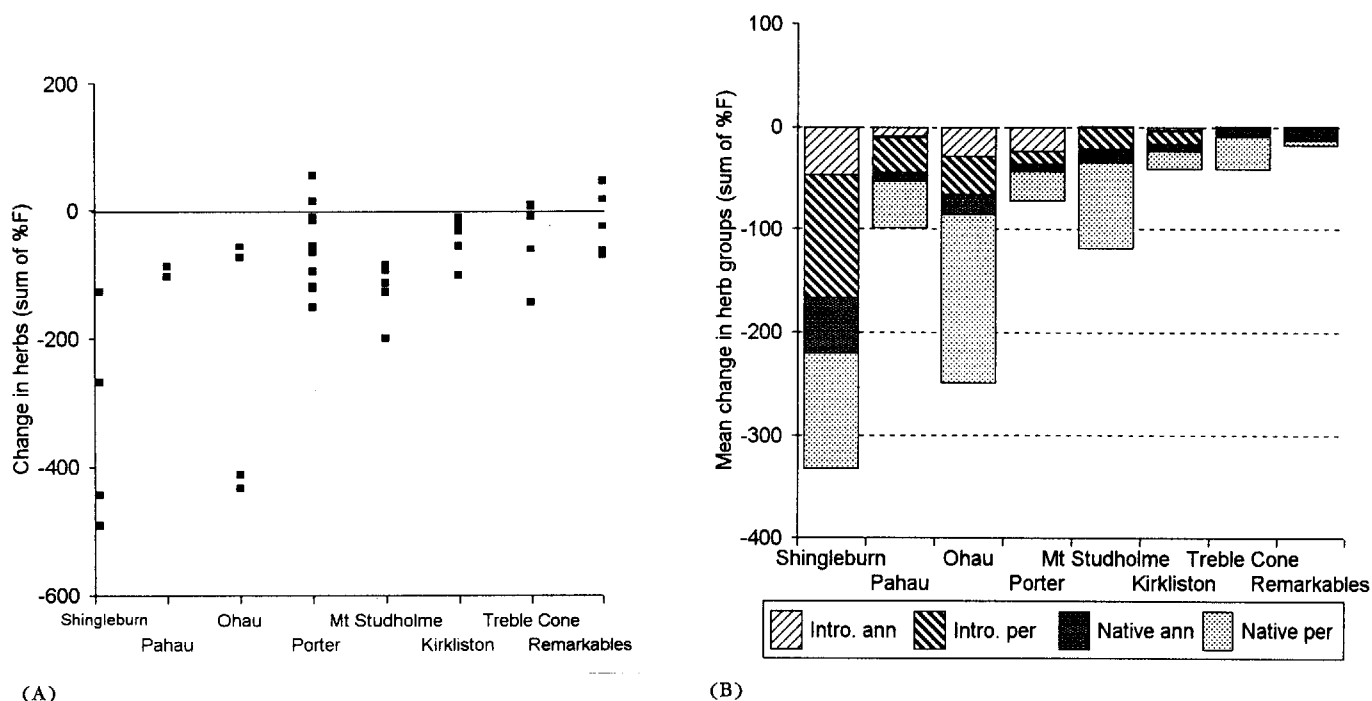 200
0
-200
-400
-600
Change in herbs (sum of %F)
Shingleburn
Ohau
Mt Studholme
Treble Cone
Pahau
Porter
Kirkliston
Remarkables
(A)
100
0
-100
-200
-300
-400
Mean change in herb groups (sum of %F)
Shingleburn
Ohau
Mt Studholme
Treble Cone
Pahau
Porter
Kirkliston
Remarkables
Intro. ann
Intro. per
Native ann
Native per
(B)